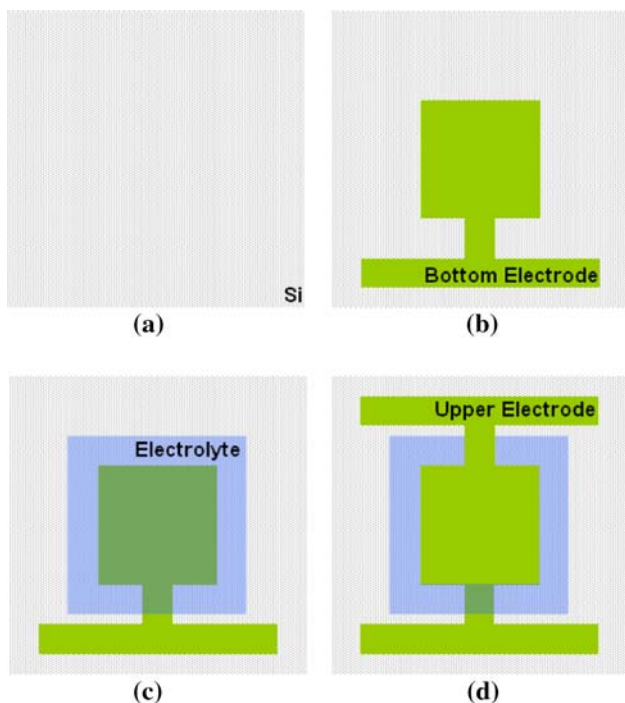 Si
(a)
Bottom Electrode
(b)
Electrolyte
(c)
Upper Electrode
(d)